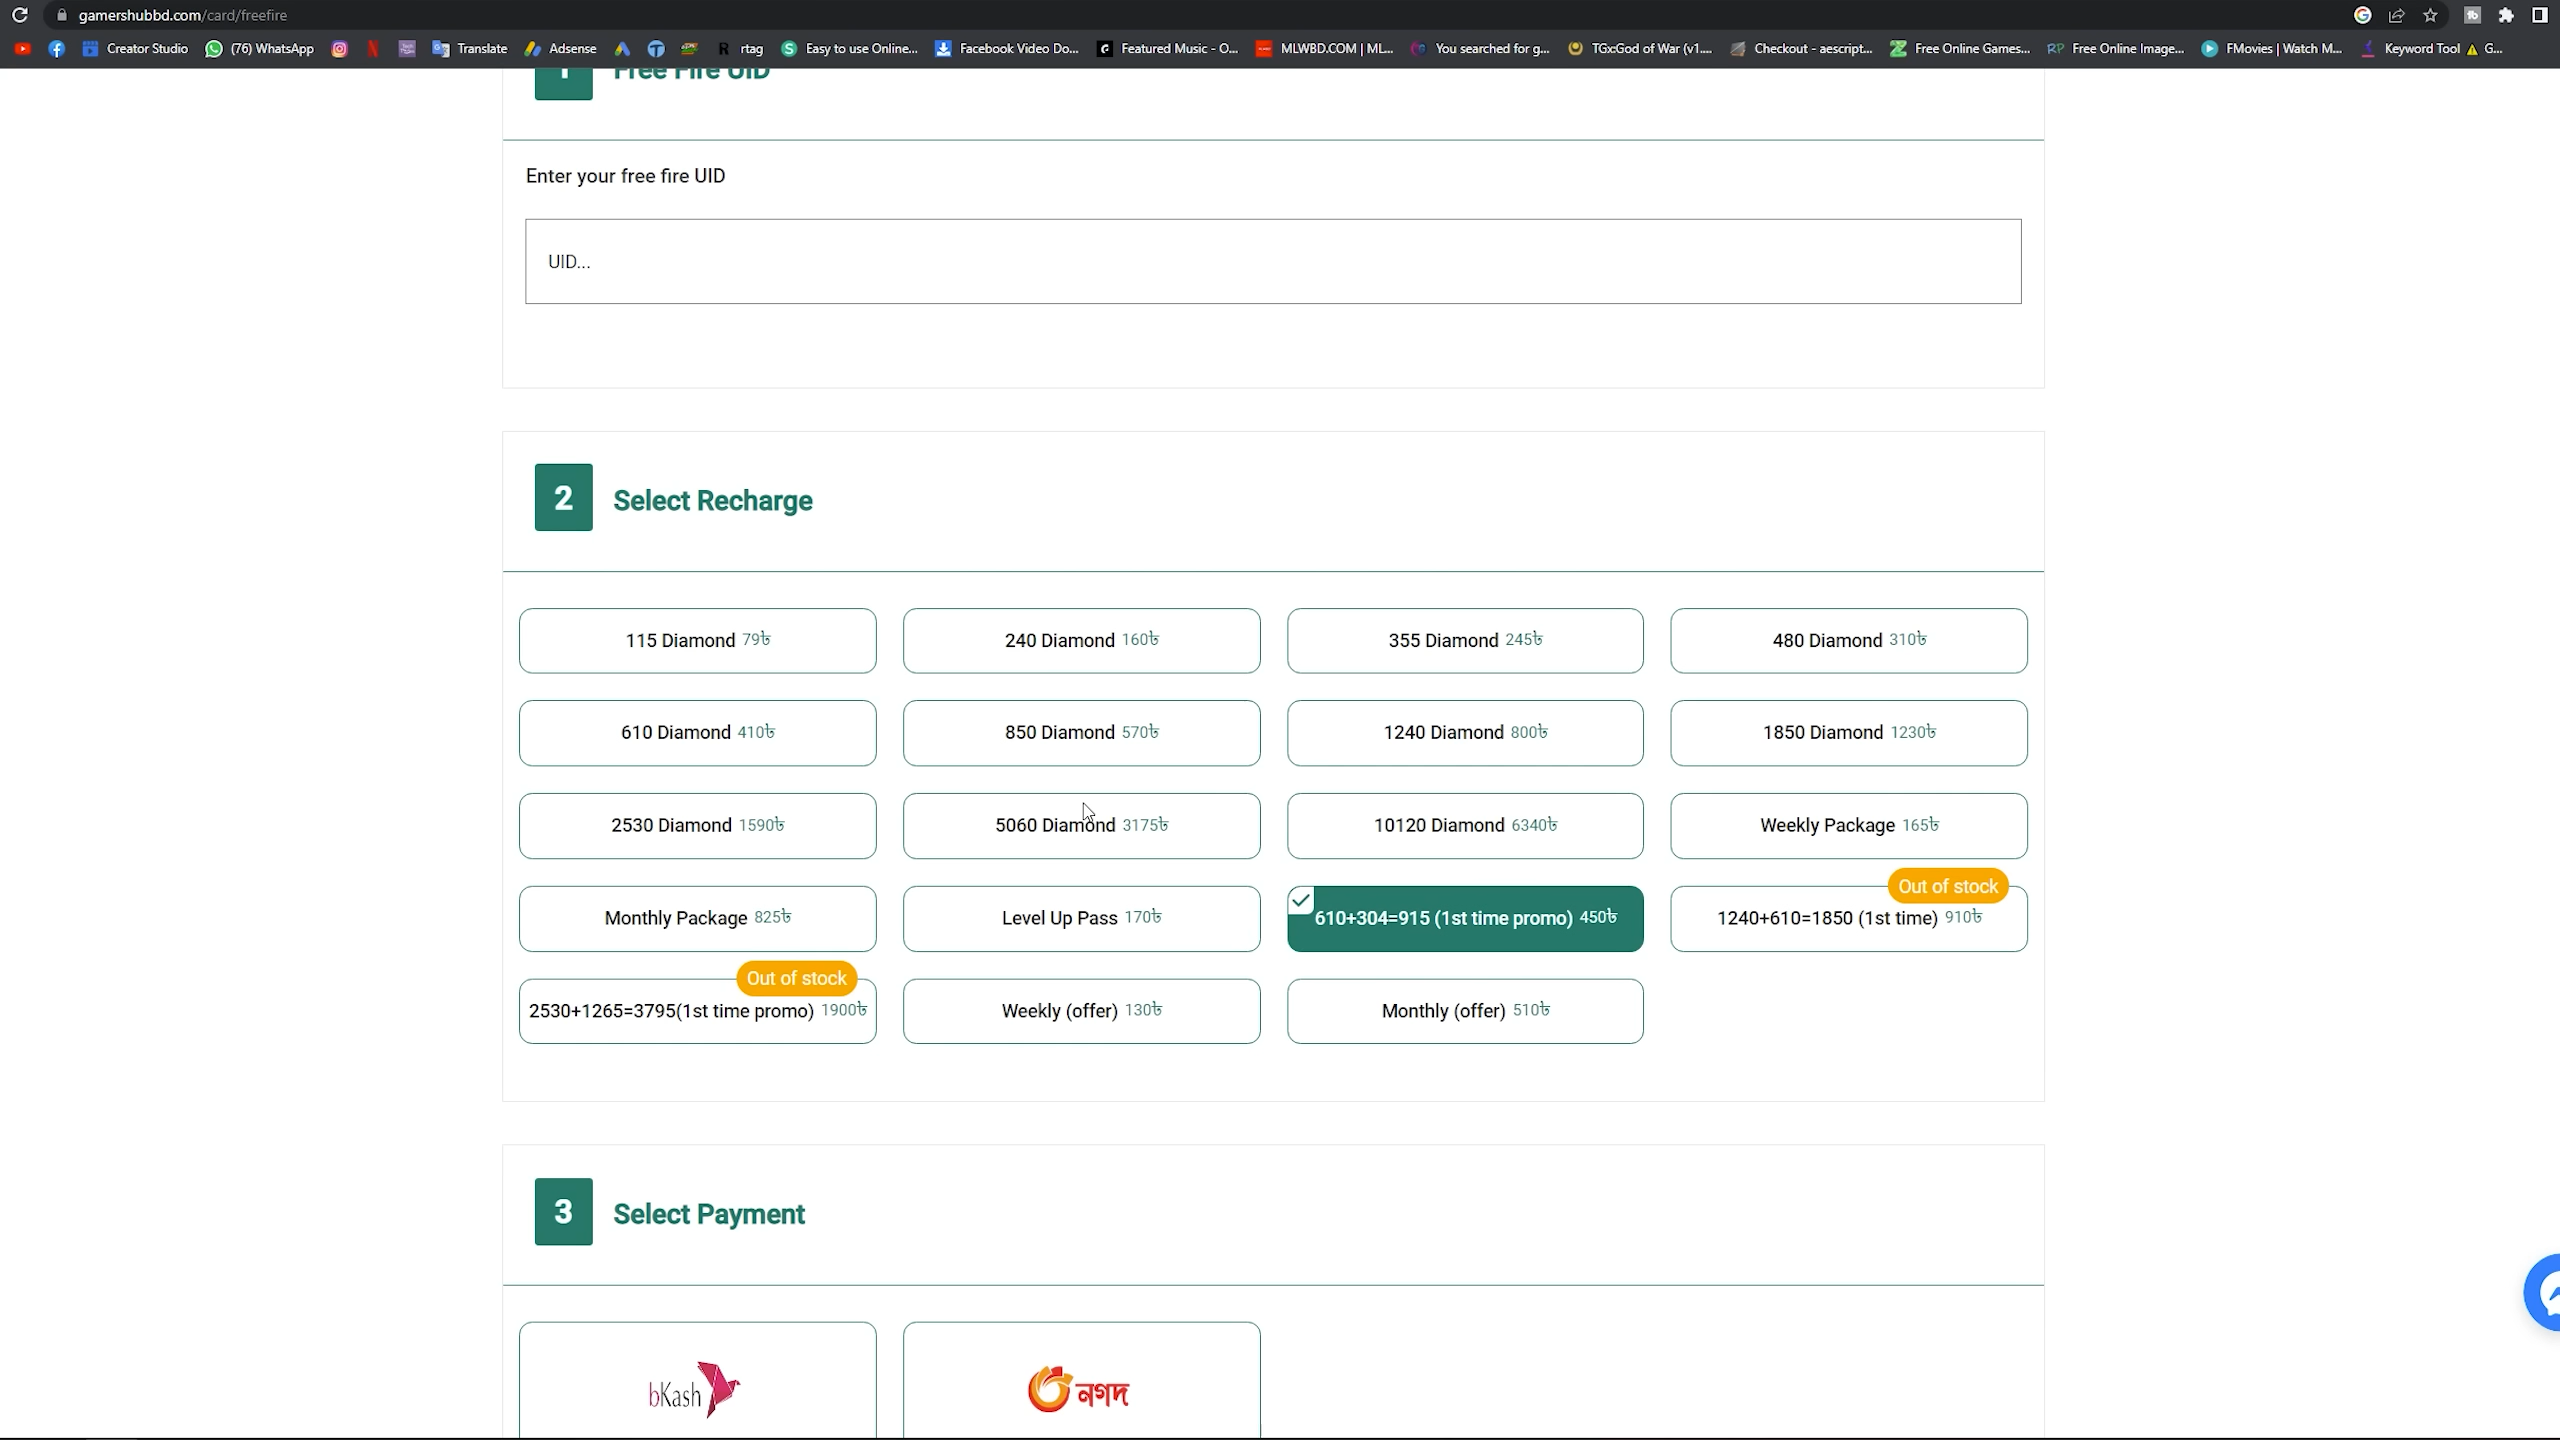 gamershubbd.com/card/freefire
Creator Studio (76) WhatsApp Translate Adsense rtag Easy to use Online... Facebook Video Do... Featured Music - O... MLWBD.COM | ML... You searched for g... TGxGod of War (v1.... Checkout - aescript... Free Online Games... Free Online Image... FMovies | Watch M... Keyword Tool ⚠ G...
1 Free Fire UID
Enter your free fire UID
UID...
2 Select Recharge
115 Diamond 79৳ 240 Diamond 160৳ 355 Diamond 245৳ 480 Diamond 310৳
610 Diamond 410৳ 850 Diamond 570৳ 1240 Diamond 800৳ 1850 Diamond 1230৳
2530 Diamond 1590৳ 5060 Diamond 3175৳ 10120 Diamond 6340৳ Weekly Package 165৳
Out of stock
Monthly Package 825৳ Level Up Pass 170৳ 610+304=915 (1st time promo) 450৳ 1240+610=1850 (1st time) 910৳
Out of stock
2530+1265=3795(1st time promo) 1900৳ Weekly (offer) 130৳ Monthly (offer) 510৳
3 Select Payment
bKash নগদ